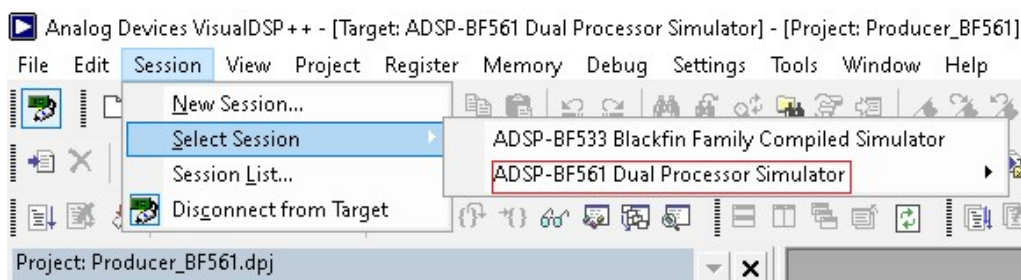 Analog Devices VisualDSP++ - [Target: ADSP-BF561 Dual Processor Simulator] - [Project: Producer_BF561]
File Edit Session View Project Register Memory Debug Settings Tools Window Help
New Session...
Select Session
ADSP-BF533 Blackfin Family Compiled Simulator
Session List...
ADSP-BF561 Dual Processor Simulator
Disconnect from Target
Project: Producer_BF561.dpj